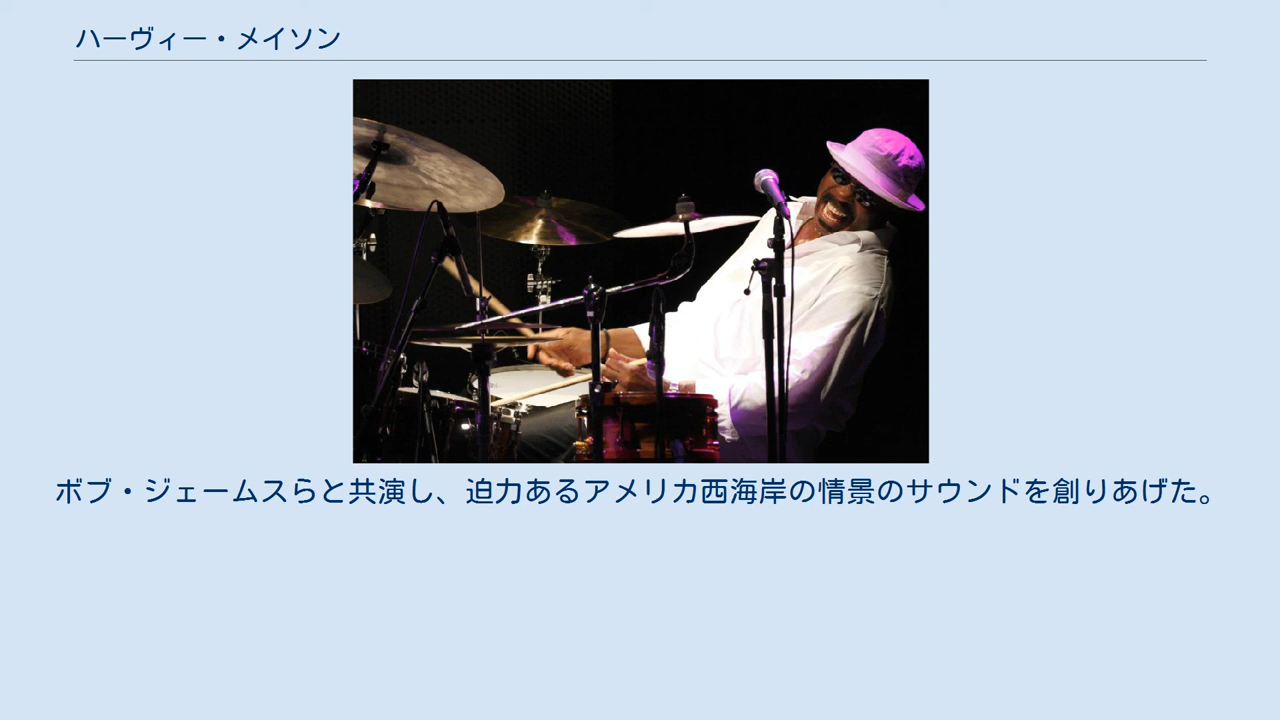 ハーヴィー・メイソン
ボブ・ジェームスらと共演し、迫力あるアメリカ西海岸の情景のサウンドを創りあげた。